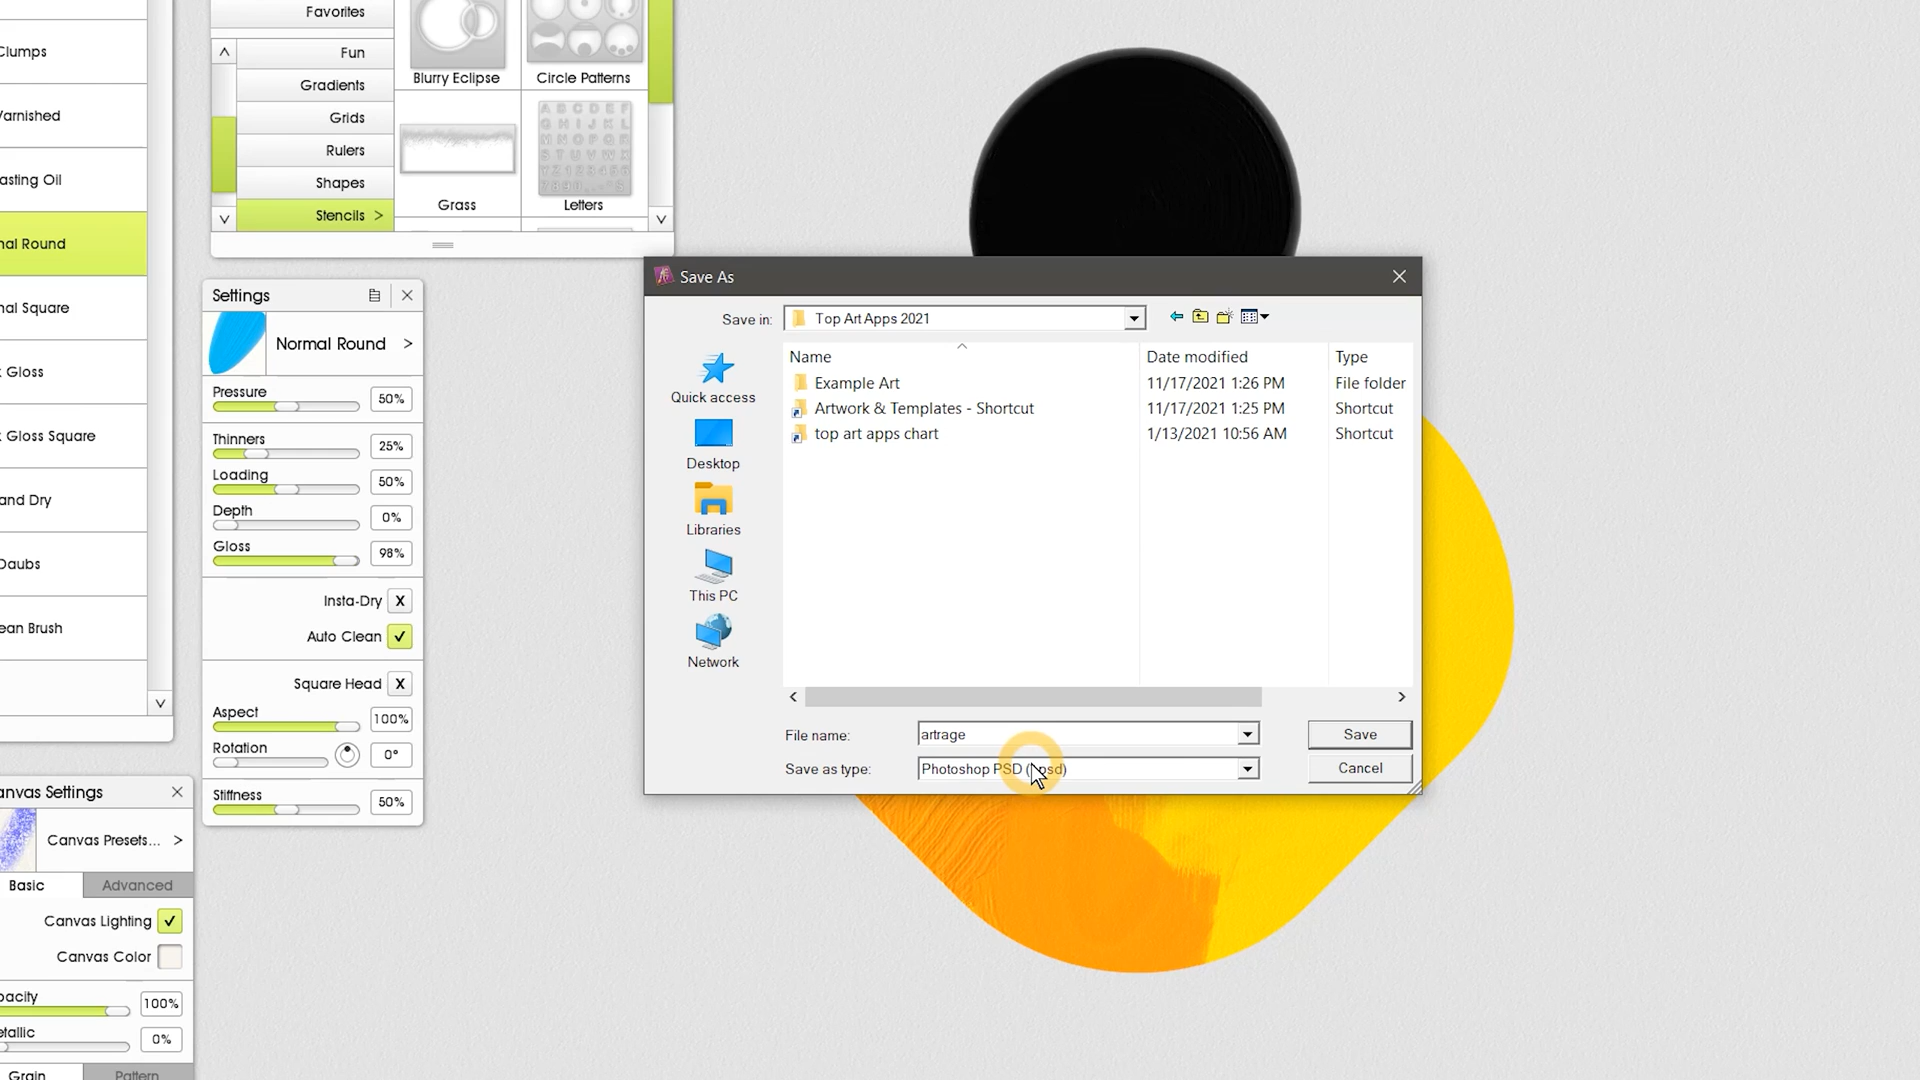 Clumps
Varnished
asting Oil
nal Round
nal Square
Gloss
Gloss Square
and Dry
Daubs
ean Brush
Favorites
Fun
Gradients
Grids
Rulers
Shapes
Stencils >
Blurry Eclipse
Circle Patterns
Grass
Letters
Settings
Normal Round >
Pressure 50%
Thinners 25%
Loading 50%
Depth 0%
Gloss 98%
Insta-Dry X
Auto Clean
Square Head X
Aspect 100%
Rotation 0°
Stiffness 50%
anvas Settings
Canvas Presets... >
Basic Advanced
Canvas Lighting
Canvas Color
pacity 100%
etallic 0%
Grain Pattern
Save As
Save in: Top Art Apps 2021
Quick access
Desktop
Libraries
This PC
Network
Name Date modified Type
Example Art 11/17/2021 1:26 PM File folder
Artwork & Templates - Shortcut 11/17/2021 1:25 PM Shortcut
top art apps chart 1/13/2021 10:56 AM Shortcut
File name: artrage Save
Save as type: Photoshop PSD (*.psd) Cancel